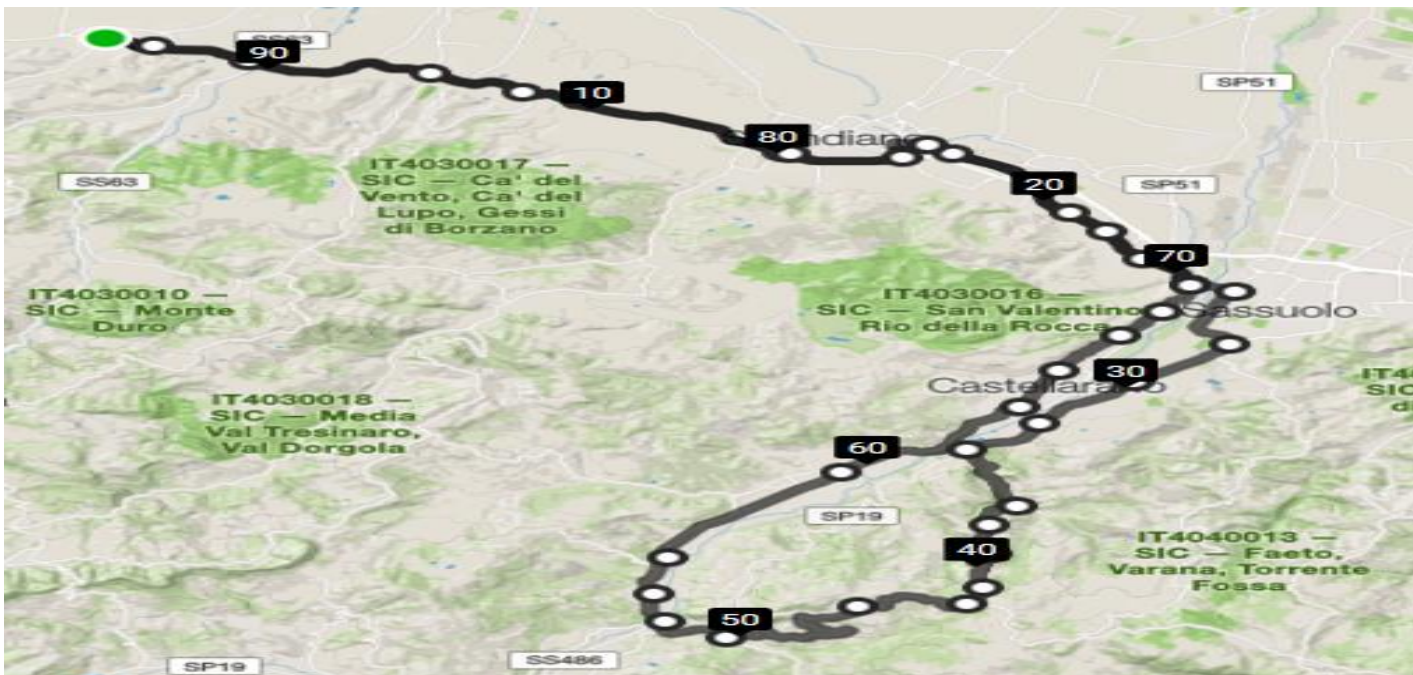 SS63
90
10
SP51
80
Scandiano
IT4030017 —
SIC — Ca' del
Vento, Ca' del
Lupo, Gessi
di Borzano
SS63
20
SP51
70
IT4030010 —
SIC — Monte
Duro
IT4030016 —
SIC — San Valentino,
Rio della Rocca
Sassuolo
30
Castellarano
IT4030018 —
SIC — Media
Val Tresinaro,
Val Dorgola
60
SP19
40
IT4040013 —
SIC — Faeto,
Varana, Torrente
Fossa
50
SS486
SP19